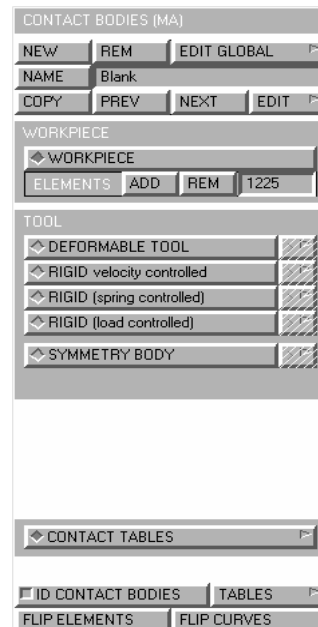 CONTACT BODIES (MA)
NEW REM EDIT GLOBAL
NAME Blank
COPY PREV NEXT EDIT
WORKPIECE
WORKPIECE
ELEMENTS ADD REM 1225
TOOL
DEFORMABLE TOOL
RIGID velocity controlled
RIGID (spring controlled)
RIGID (load controlled)
SYMMETRY BODY
CONTACT TABLES
ID CONTACT BODIES TABLES
FLIP ELEMENTS FLIP CURVES